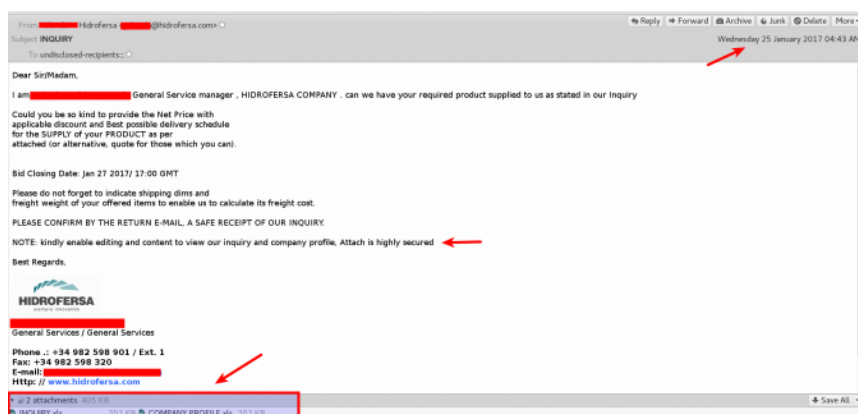 From Hidrofersa @hidrofersa.com>
Reply Forward Archive Junk Delete More
Subject INQUIRY
Wednesday 25 January 2017 04:43 AM
To undisclosed-recipients:;
Dear Sir/Madam,
I am General Service manager , HIDROFERSA COMPANY . can we have your required product supplied to us as stated in our Inquiry
Could you be so kind to provide the Net Price with
applicable discount and Best possible delivery schedule
for the SUPPLY of your PRODUCT as per
attached (or alternative, quote for those which you can).
Bid Closing Date: Jan 27 2017/ 17:00 GMT
Please do not forget to indicate shipping dims and
freight weight of your offered items to enable us to calculate its freight cost.
PLEASE CONFIRM BY THE RETURN E-MAIL, A SAFE RECEIPT OF OUR INQUIRY.
NOTE: kindly enable editing and content to view our inquiry and company profile, Attach is highly secured
Best Regards,
HIDROFERSA
siempre innovando
General Services / General Services
Phone .: +34 982 598 901 / Ext. 1
Fax: +34 982 598 320
E-mail:
Http: // www.hidrofersa.com
2 attachments 405 KB
Save All
INQUIRY.xls 202 KB COMPANY PROFILE.xls 202 KB